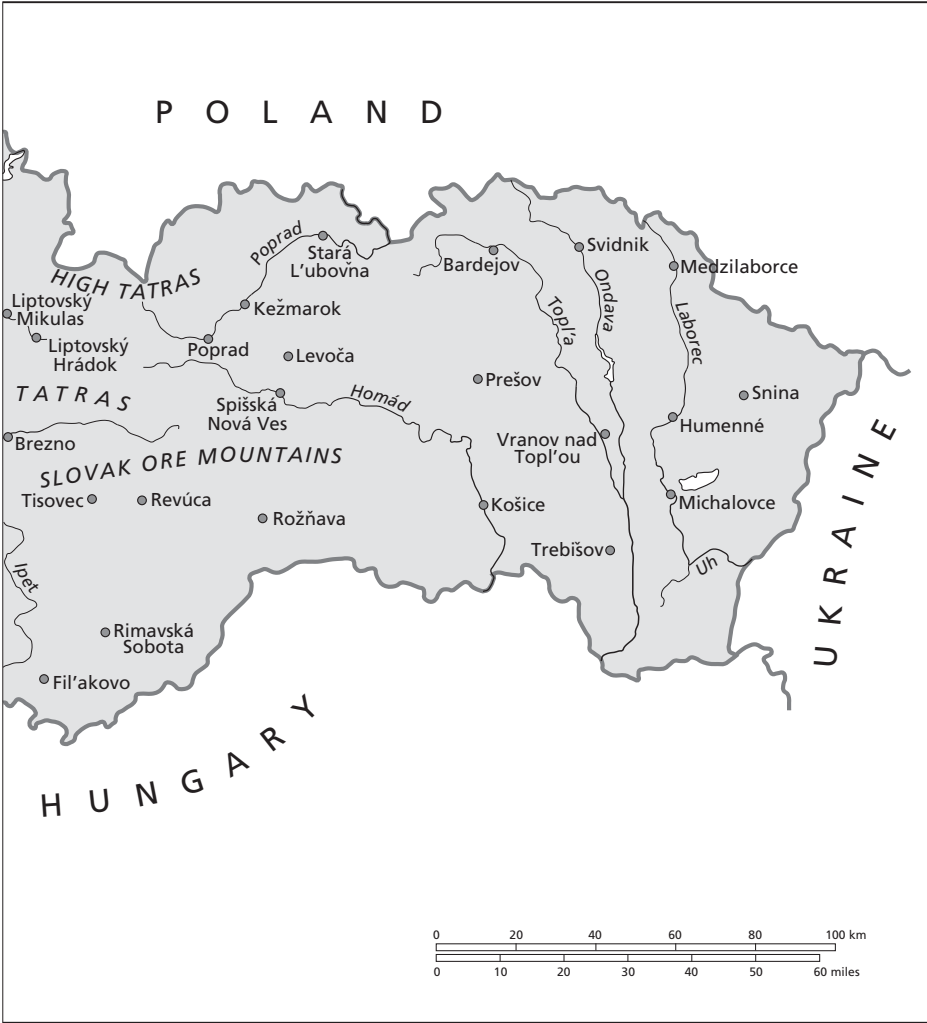 POLAND
Poprad
Stará
L'ubovňa
Bardejov
Svidnik
Medzilaborce
HIGH TATRAS
Liptovský
Mikulas
Kežmarok
Topl'a
Ondava
Laborec
Liptovský
Hrádok
Poprad
Levoča
TATRAS
Spišská
Nová Ves
Homád
Prešov
Snina
Humenné
Brezno
Vranov nad
Topl'ou
SLOVAK ORE MOUNTAINS
Tisovec
Revúca
Rožňava
Košice
Michalovce
Trebíšov
Uh
UKRAINE
Ipet
Rimavská
Sobota
Fil'akovo
HUNGARY
0 20 40 60 80 100 km
0 10 20 30 40 50 60 miles